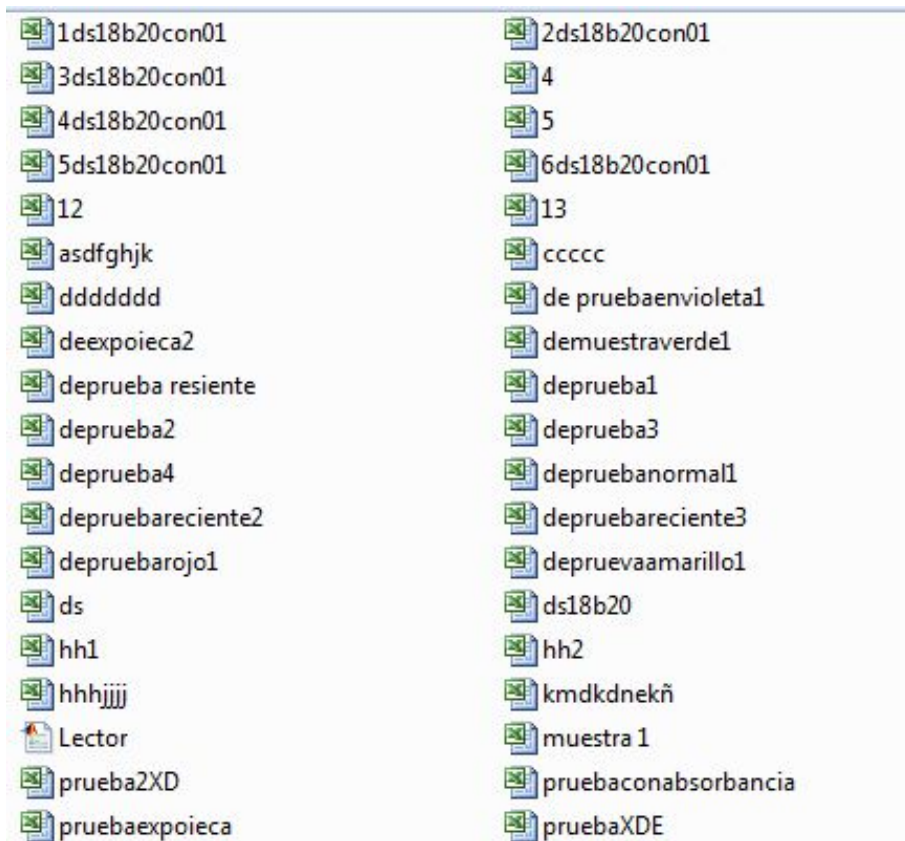 1ds18b20con01 2ds18b20con01
3ds18b20con01 4
4ds18b20con01 5
5ds18b20con01 6ds18b20con01
12 13
asdfghjk ccccc
ddddddd de pruebaenvioleta1
deexpoieca2 demuestraverde1
deprueba resiente deprueba1
deprueba2 deprueba3
deprueba4 depruebanormal1
depruebareciente2 depruebareciente3
depruebarojo1 depruevaamarillo1
ds ds18b20
hh1 hh2
hhhjjjj kmdkdnekñ
Lector muestra 1
prueba2XD pruebaconabsorbancia
pruebaexpoieca pruebaXDE